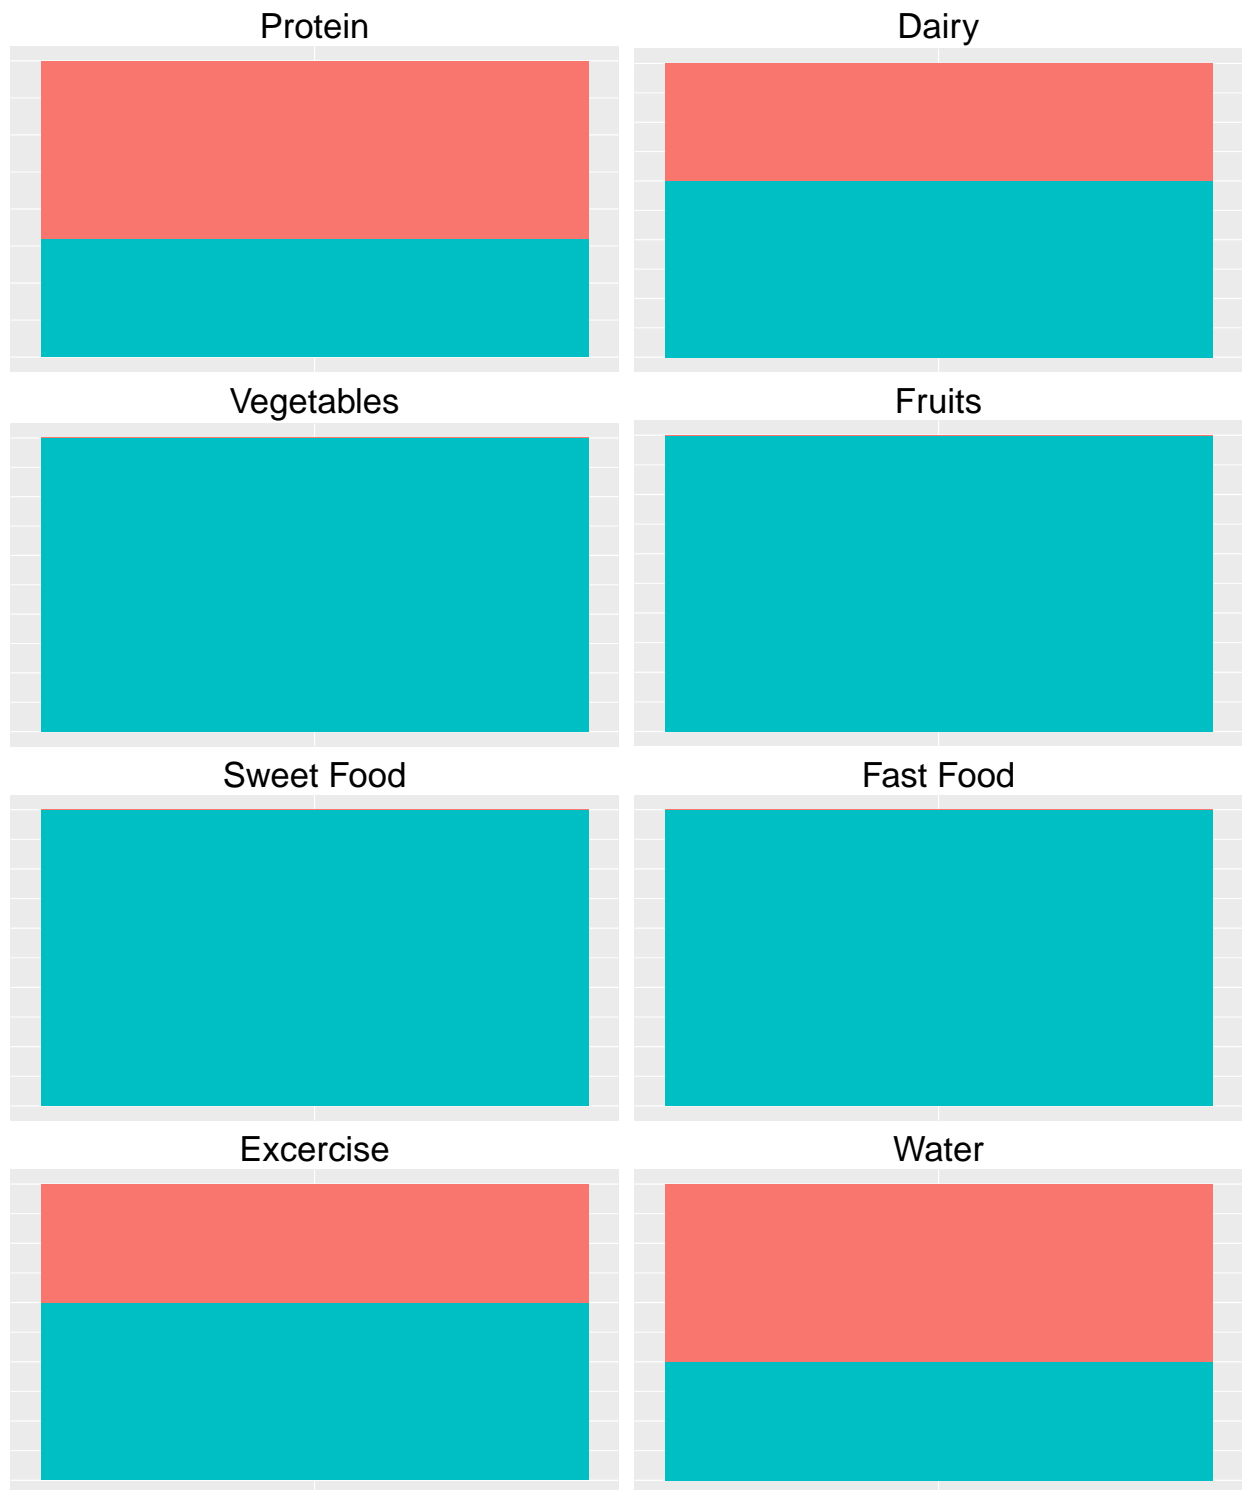 Protein
Dairy
Vegetables
Fruits
Sweet Food
Fast Food
Excercise
Water